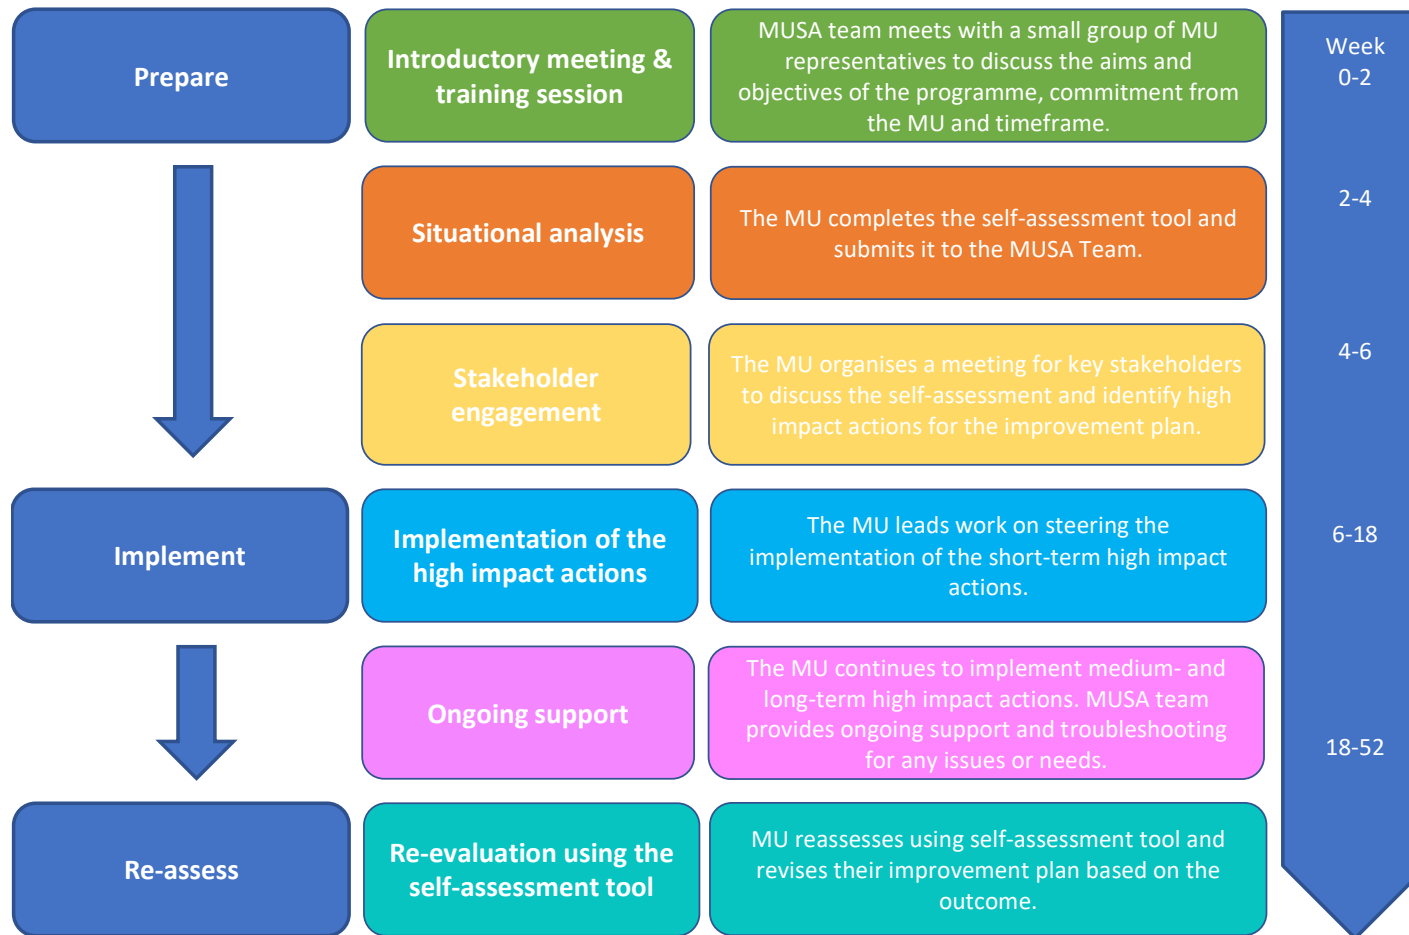 Prepare
Introductory meeting &
training session
MUSA team meets with a small group of MU
representatives to discuss the aims and
objectives of the programme, commitment from
the MU and timeframe.
Week
0-2
Situational analysis
The MU completes the self-assessment tool and
submits it to the MUSA Team.
2-4
Stakeholder
engagement
The MU organises a meeting for key stakeholders
to discuss the self-assessment and identify high
impact actions for the improvement plan.
4-6
Implement
Implementation of the
high impact actions
The MU leads work on steering the
implementation of the short-term high impact
actions.
6-18
Ongoing support
The MU continues to implement medium- and
long-term high impact actions. MUSA team
provides ongoing support and troubleshooting
for any issues or needs.
18-52
Re-assess
Re-evaluation using the
self-assessment tool
MU reassesses using self-assessment tool and
revises their improvement plan based on the
outcome.